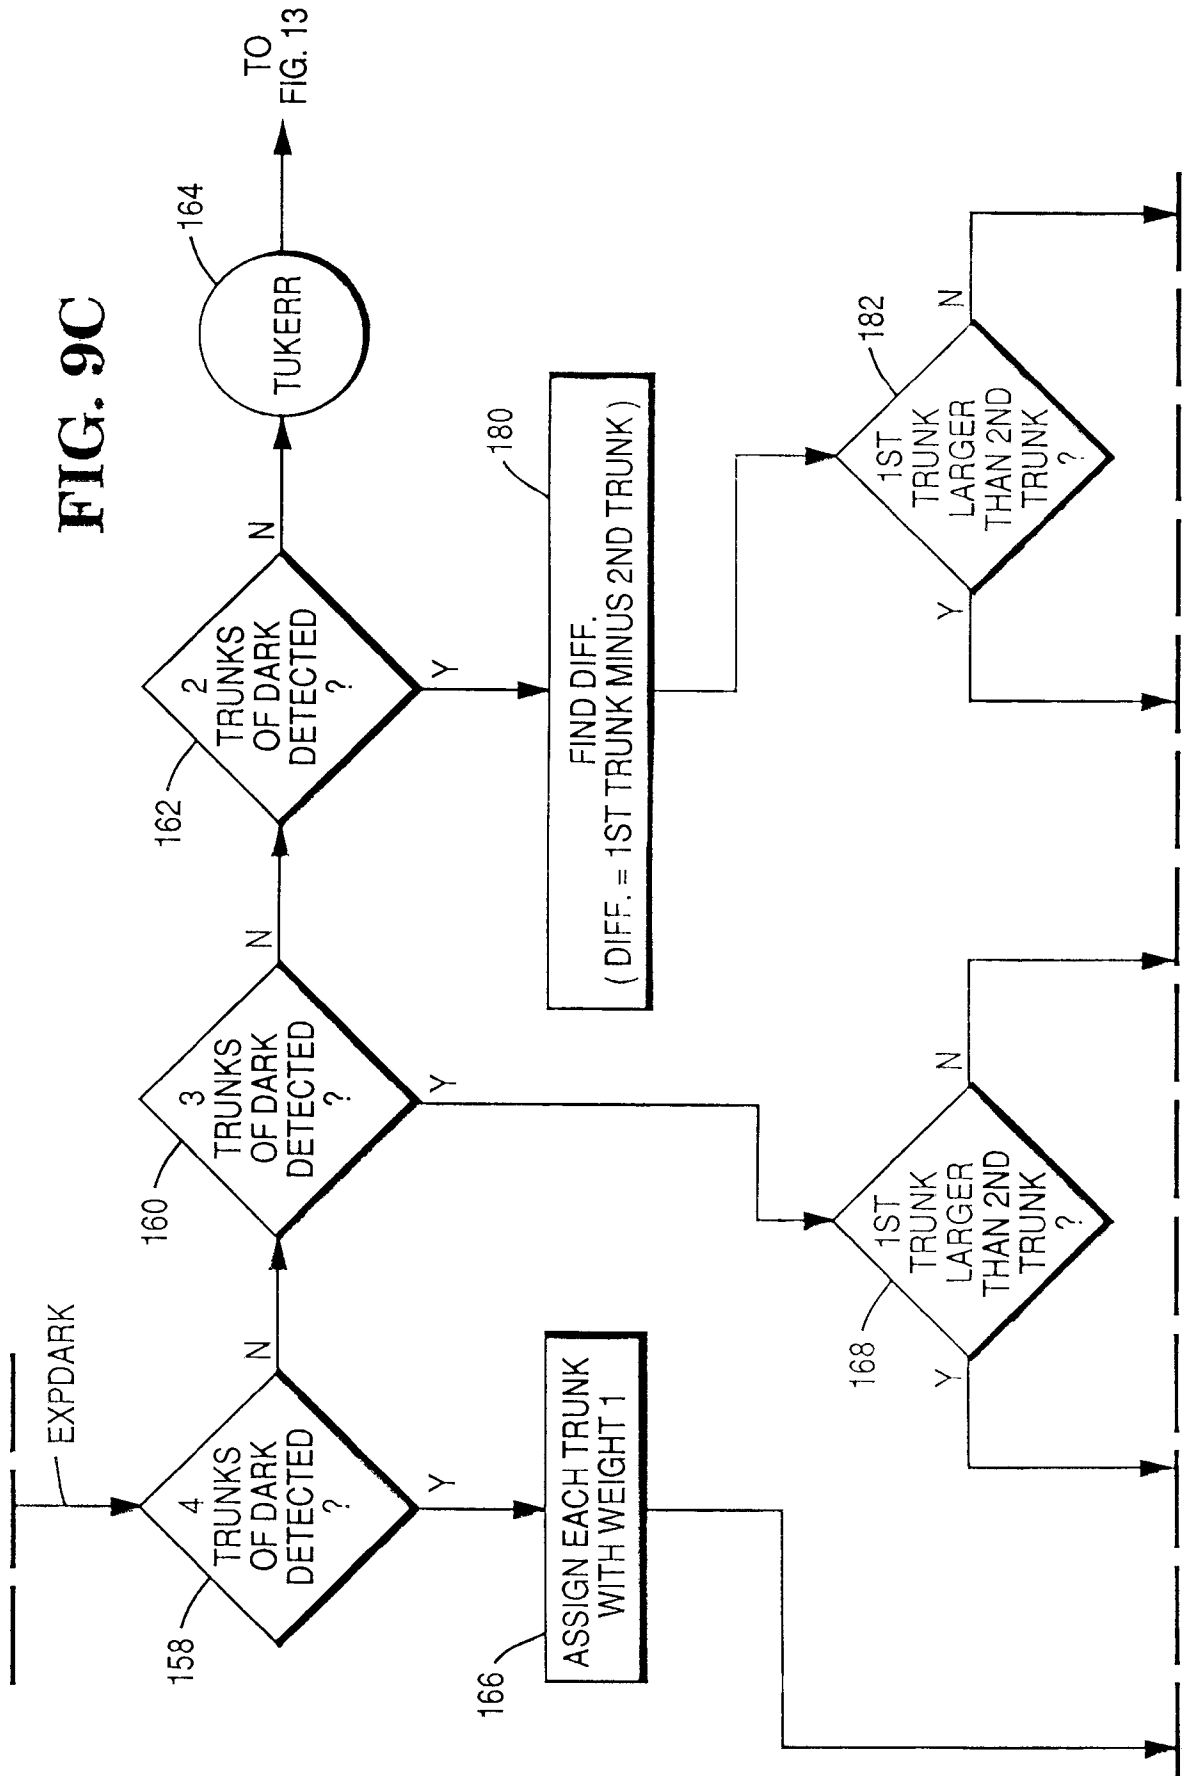 FIG. 9C
EXPDARK
158
4
TRUNKS
OF DARK
DETECTED
?
N
Y
160
3
TRUNKS
OF DARK
DETECTED
?
N
Y
162
2
TRUNKS
OF DARK
DETECTED
?
N
Y
164
TUKERR
TO
FIG. 13
166
ASSIGN EACH TRUNK
WITH WEIGHT 1
180
FIND DIFF.
( DIFF. = 1ST TRUNK MINUS 2ND TRUNK )
168
1ST
TRUNK
LARGER
THAN 2ND
TRUNK
?
Y
N
182
1ST
TRUNK
LARGER
THAN 2ND
TRUNK
?
Y
N